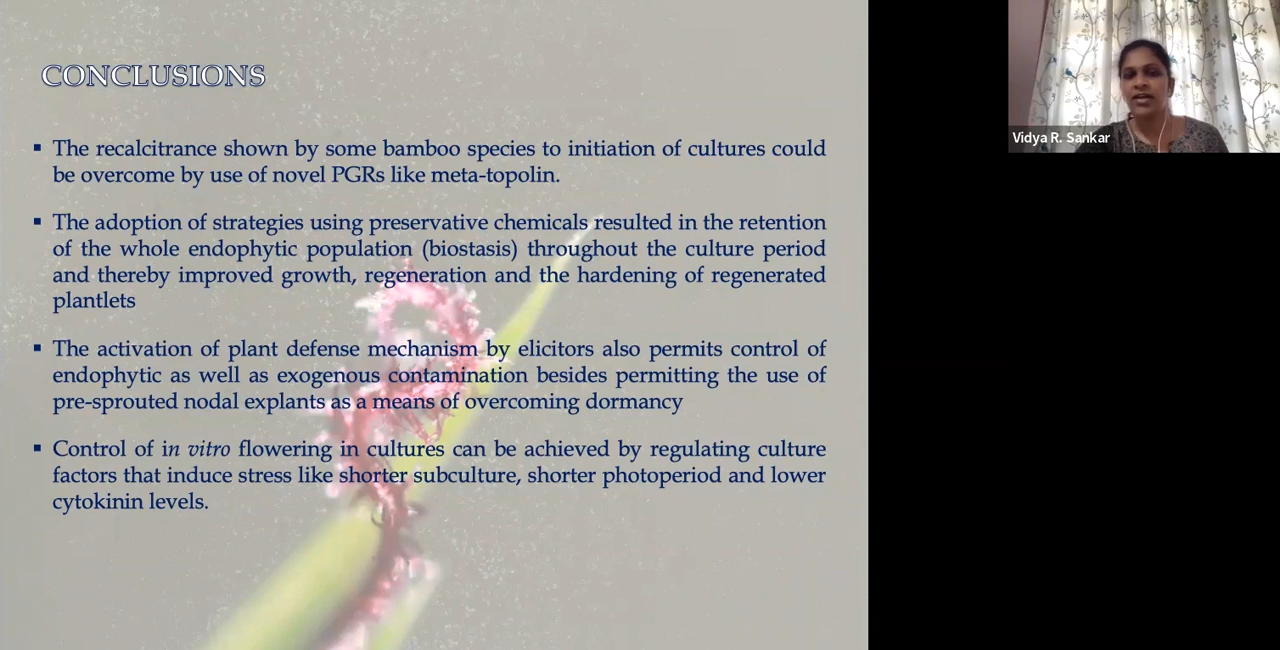 CONCLUSIONS
▪ The recalcitrance shown by some bamboo species to initiation of cultures could
be overcome by use of novel PGRs like meta-topolin.
▪ The adoption of strategies using preservative chemicals resulted in the retention
of the whole endophytic population (biostasis) throughout the culture period
and thereby improved growth, regeneration and the hardening of regenerated
plantlets
▪ The activation of plant defense mechanism by elicitors also permits control of
endophytic as well as exogenous contamination besides permitting the use of
pre-sprouted nodal explants as a means of overcoming dormancy
▪ Control of in vitro flowering in cultures can be achieved by regulating culture
factors that induce stress like shorter subculture, shorter photoperiod and lower
cytokinin levels.
Vidya R. Sankar